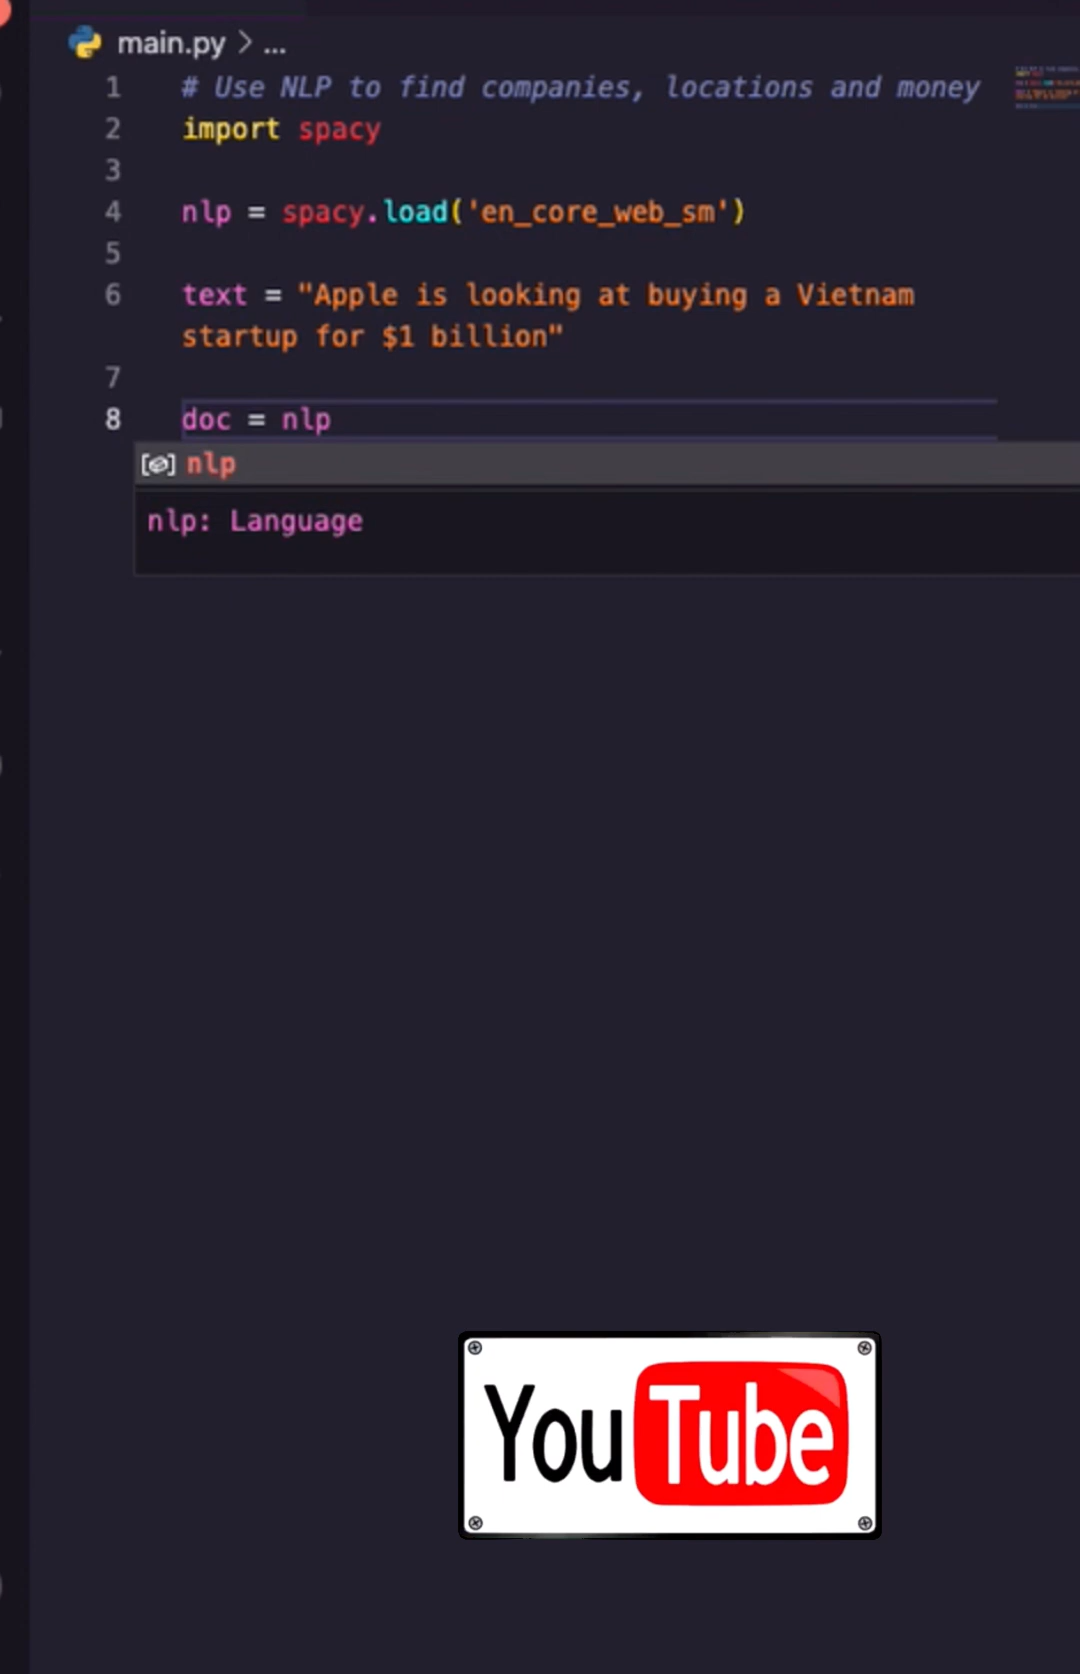 main.py > ...
1 # Use NLP to find companies, locations and money
2 import spacy
3
4 nlp = spacy.load('en_core_web_sm')
5
6 text = "Apple is looking at buying a Vietnam
startup for $1 billion"
7
8 doc = nlp
nlp
nlp: Language
YouTube